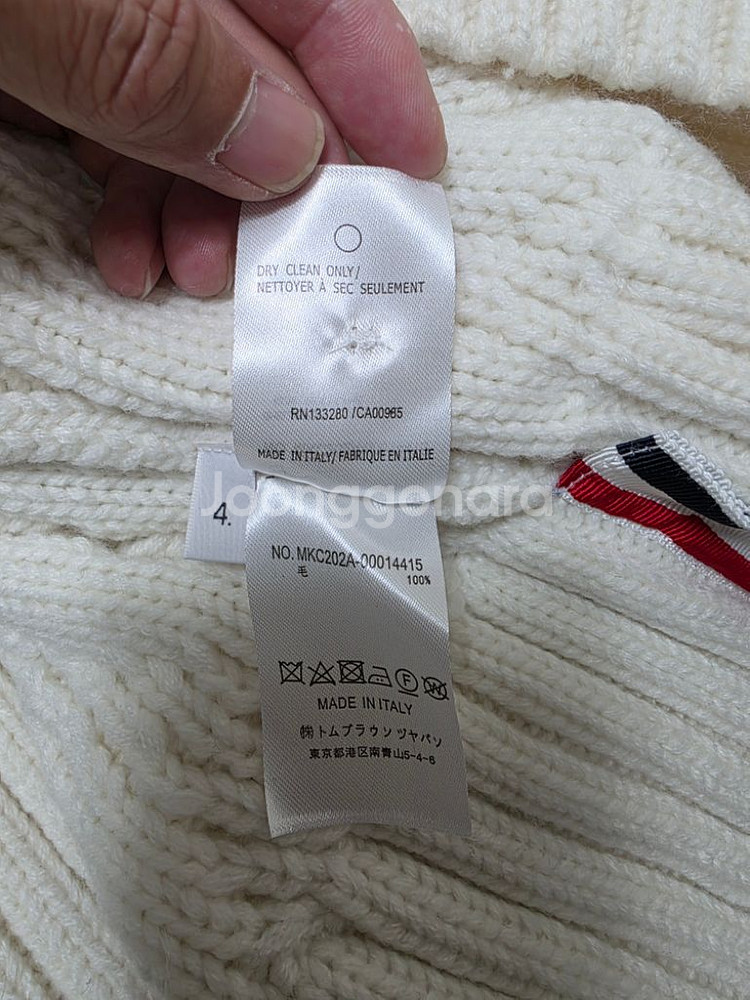 DRY CLEAN ONLY/
NETTOYER À SEC SEULEMENT
RN133280 /CA00965
MADE IN ITALY/ FABRIQUE EN ITALIE
Joonggonara
4.
NO. MKC202A-00014415
毛 100%
F
W
MADE IN ITALY
㈱トムブラウンジャパン
東京都港区南青山5-4-6